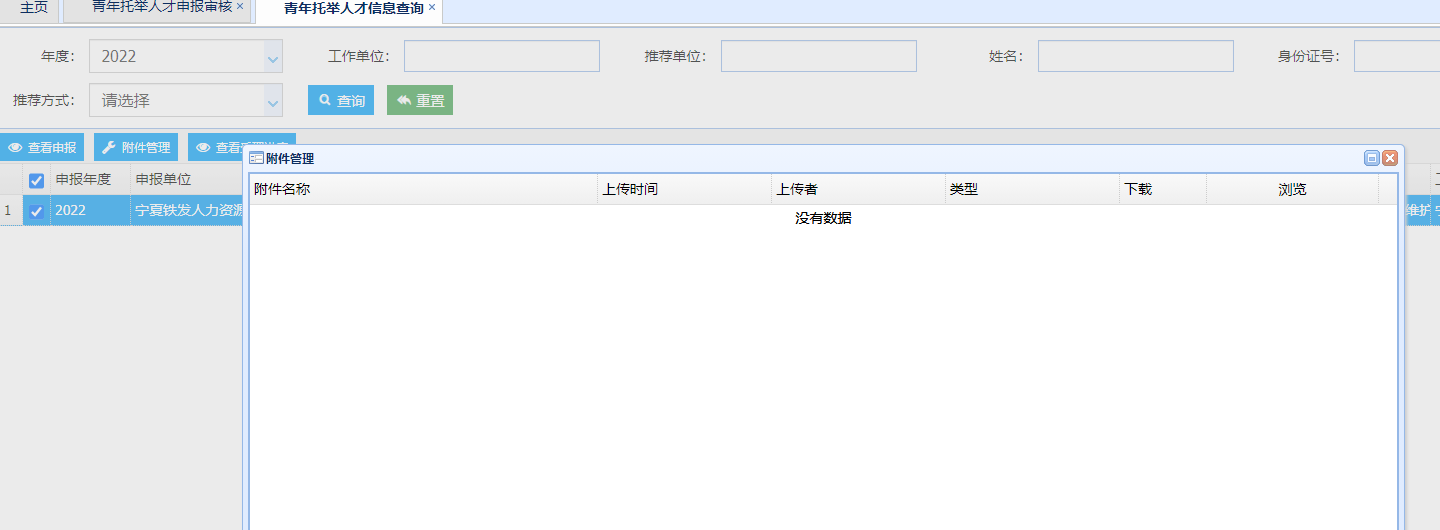 主页 青年托举人才申报审核 × 青年托举人才信息查询 ×
年度： 2022 工作单位： 推荐单位： 姓名： 身份证号：
推荐方式： 请选择 查询 重置
查看申报 附件管理 查看
附件管理
申报年度 申报单位
附件名称 上传时间 上传者 类型 下载 浏览
1 2022 宁夏铁发人力资源 维护
没有数据